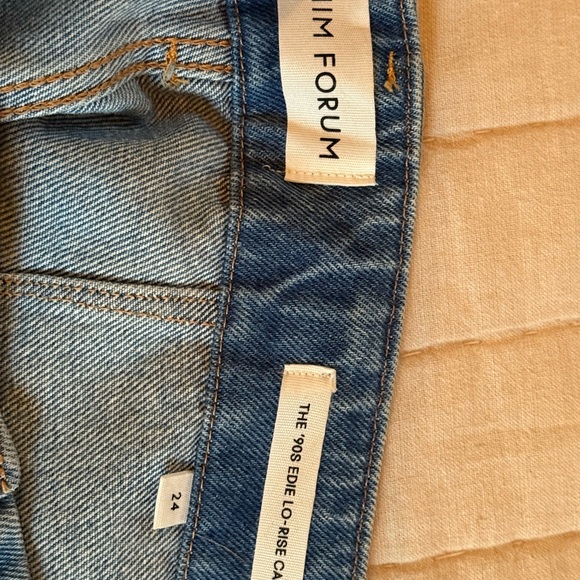 IM FORUM
THE '90S EDIE LO-RISE CA
24